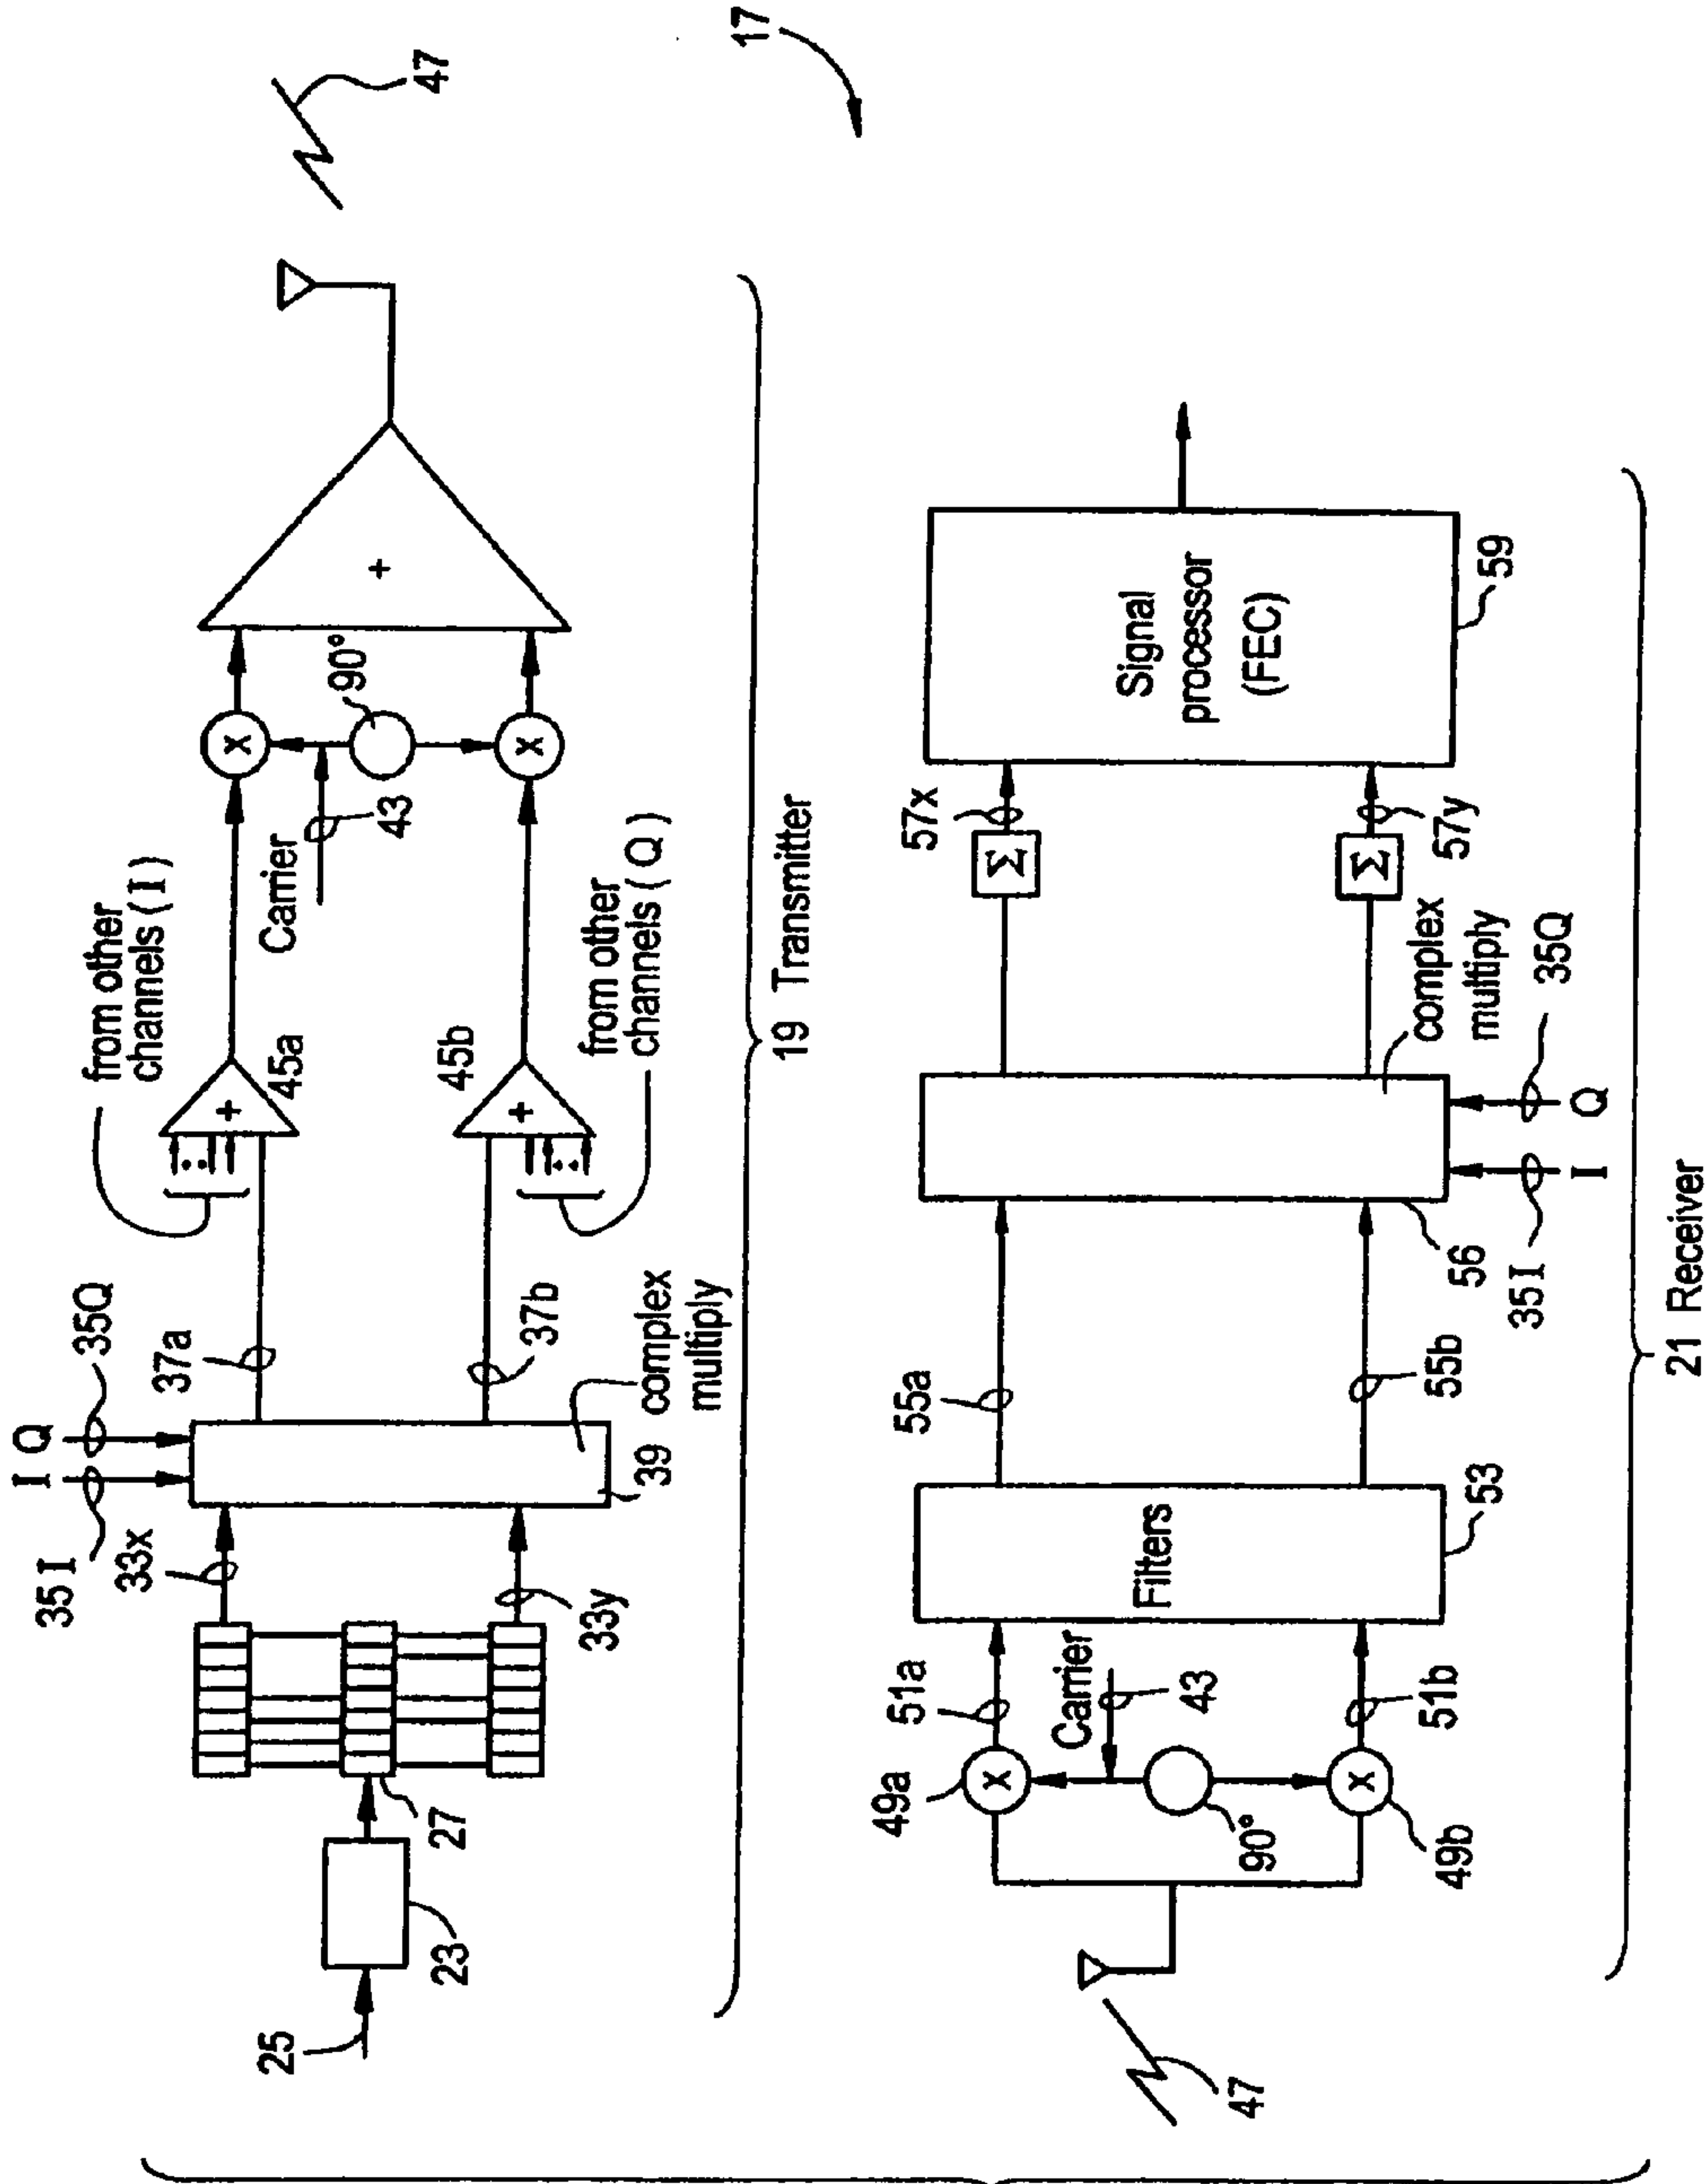 47
17
35I
I
Q
35Q
33x
37a
from other
channels ( I )
+
45a
Carrier
43
X
90°
+
25
23
27
33y
39
complex
multiply
37b
45b
+
from other
channels ( Q )
X
19 Transmitter
47
49a
X
51a
Carrier
43
90°
X
49b
51b
Filters
53
55a
55b
56
35I
I
Q
35Q
complex
multiply
Σ
57x
Σ
57y
Signal
processor
(FEC)
59
21 Receiver